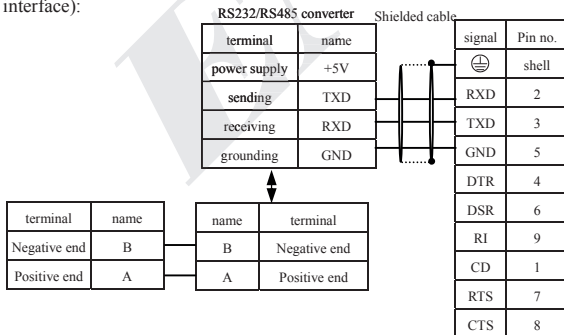 interface):
RS232/RS485 converter
Shielded cable
terminal name
power supply +5V
sending TXD
receiving RXD
grounding GND
signal Pin no.
shell
RXD 2
TXD 3
GND 5
DTR 4
DSR 6
RI 9
CD 1
RTS 7
CTS 8
terminal name
Negative end B
Positive end A
name terminal
B Negative end
A Positive end